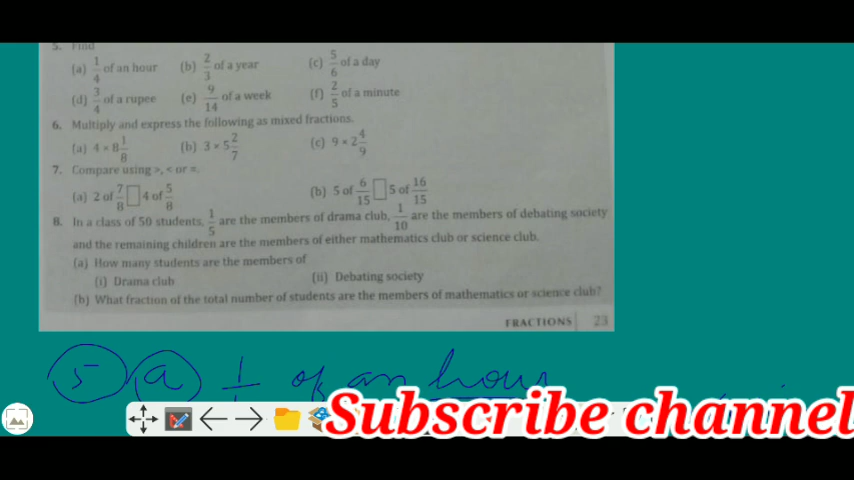 5. Find
(a) 1/4 of an hour (b) 2/3 of a year (c) 5/6 of a day
(d) 3/4 of a rupee (e) 9/14 of a week (f) 2/5 of a minute
6. Multiply and express the following as mixed fractions.
(a) 4 × 8 1/8 (b) 3 × 5 2/7 (c) 9 × 2 4/9
7. Compare using >, < or =.
(a) 2 of 7/8 □ 4 of 5/8 (b) 5 of 6/15 □ 5 of 16/15
8. In a class of 50 students, 1/5 are the members of drama club, 1/10 are the members of debating society
and the remaining children are the members of either mathematics club or science club.
(a) How many students are the members of
(i) Drama club (ii) Debating society
(b) What fraction of the total number of students are the members of mathematics or science club?
FRACTIONS 23
5 a 1/ of an hour
Subscribe channel